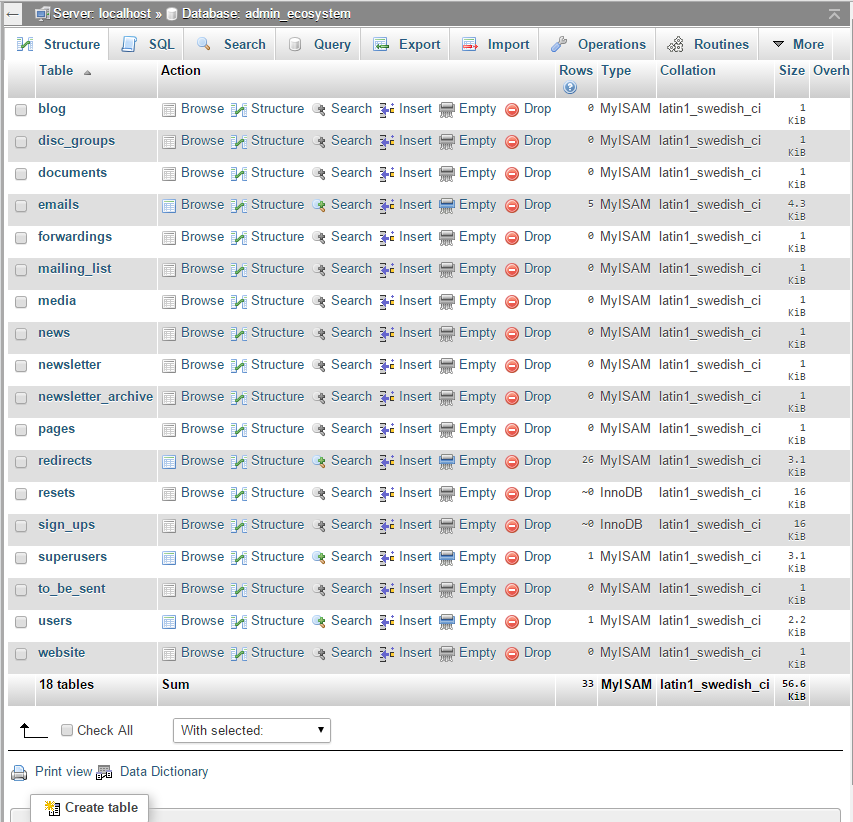 Server: localhost » Database: admin_ecosystem
Structure SQL Search Query Export Import Operations Routines More
Table Action Rows Type Collation Size Overh
blog Browse Structure Search Insert Empty Drop 0 MyISAM latin1_swedish_ci 1 KiB
disc_groups Browse Structure Search Insert Empty Drop 0 MyISAM latin1_swedish_ci 1 KiB
documents Browse Structure Search Insert Empty Drop 0 MyISAM latin1_swedish_ci 1 KiB
emails Browse Structure Search Insert Empty Drop 5 MyISAM latin1_swedish_ci 4.3 KiB
forwardings Browse Structure Search Insert Empty Drop 0 MyISAM latin1_swedish_ci 1 KiB
mailing_list Browse Structure Search Insert Empty Drop 0 MyISAM latin1_swedish_ci 1 KiB
media Browse Structure Search Insert Empty Drop 0 MyISAM latin1_swedish_ci 1 KiB
news Browse Structure Search Insert Empty Drop 0 MyISAM latin1_swedish_ci 1 KiB
newsletter Browse Structure Search Insert Empty Drop 0 MyISAM latin1_swedish_ci 1 KiB
newsletter_archive Browse Structure Search Insert Empty Drop 0 MyISAM latin1_swedish_ci 1 KiB
pages Browse Structure Search Insert Empty Drop 0 MyISAM latin1_swedish_ci 1 KiB
redirects Browse Structure Search Insert Empty Drop 26 MyISAM latin1_swedish_ci 3.1 KiB
resets Browse Structure Search Insert Empty Drop ~0 InnoDB latin1_swedish_ci 16 KiB
sign_ups Browse Structure Search Insert Empty Drop ~0 InnoDB latin1_swedish_ci 16 KiB
superusers Browse Structure Search Insert Empty Drop 1 MyISAM latin1_swedish_ci 3.1 KiB
to_be_sent Browse Structure Search Insert Empty Drop 0 MyISAM latin1_swedish_ci 1 KiB
users Browse Structure Search Insert Empty Drop 1 MyISAM latin1_swedish_ci 2.2 KiB
website Browse Structure Search Insert Empty Drop 0 MyISAM latin1_swedish_ci 1 KiB
18 tables Sum 33 MyISAM latin1_swedish_ci 56.6 KiB
Check All With selected:
Print view Data Dictionary
Create table